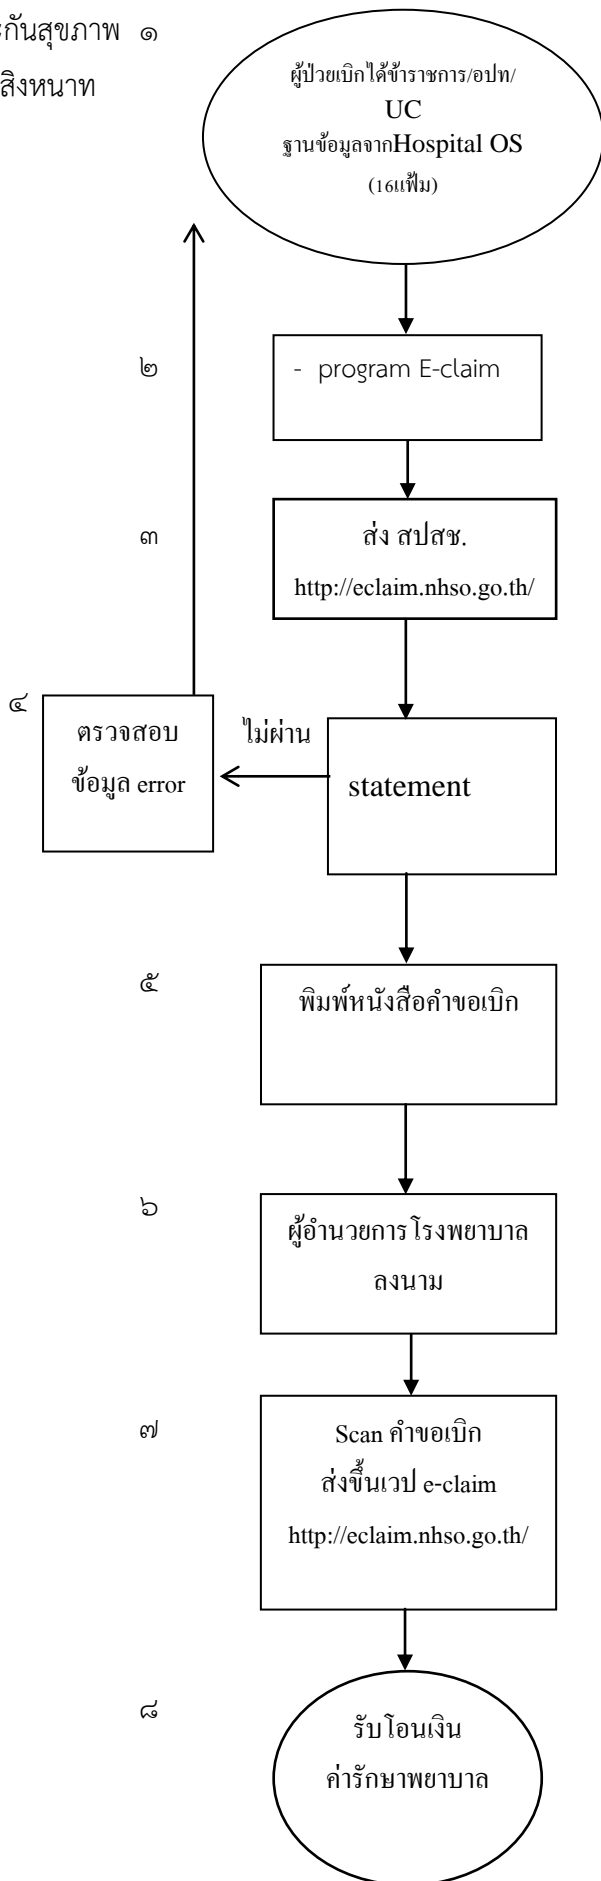 ะกันสุขภาพ ๑
สิงหนาท
ผู้ป่วยเบิกได้ข้าราชการ/อปท/
UC
ฐานข้อมูลจากHospital OS
(16แฟ้ม)
๒
- program E-claim
๓
ส่ง สปสช.
http://eclaim.nhso.go.th/
๔
ตรวจสอบ
ข้อมูล error
ไม่ผ่าน
statement
๕
พิมพ์หนังสือคำขอเบิก
๖
ผู้อำนวยการโรงพยาบาล
ลงนาม
๗
Scan คำขอเบิก
ส่งขึ้นเวป e-claim
http://eclaim.nhso.go.th/
๘
รับโอนเงิน
ค่ารักษาพยาบาล